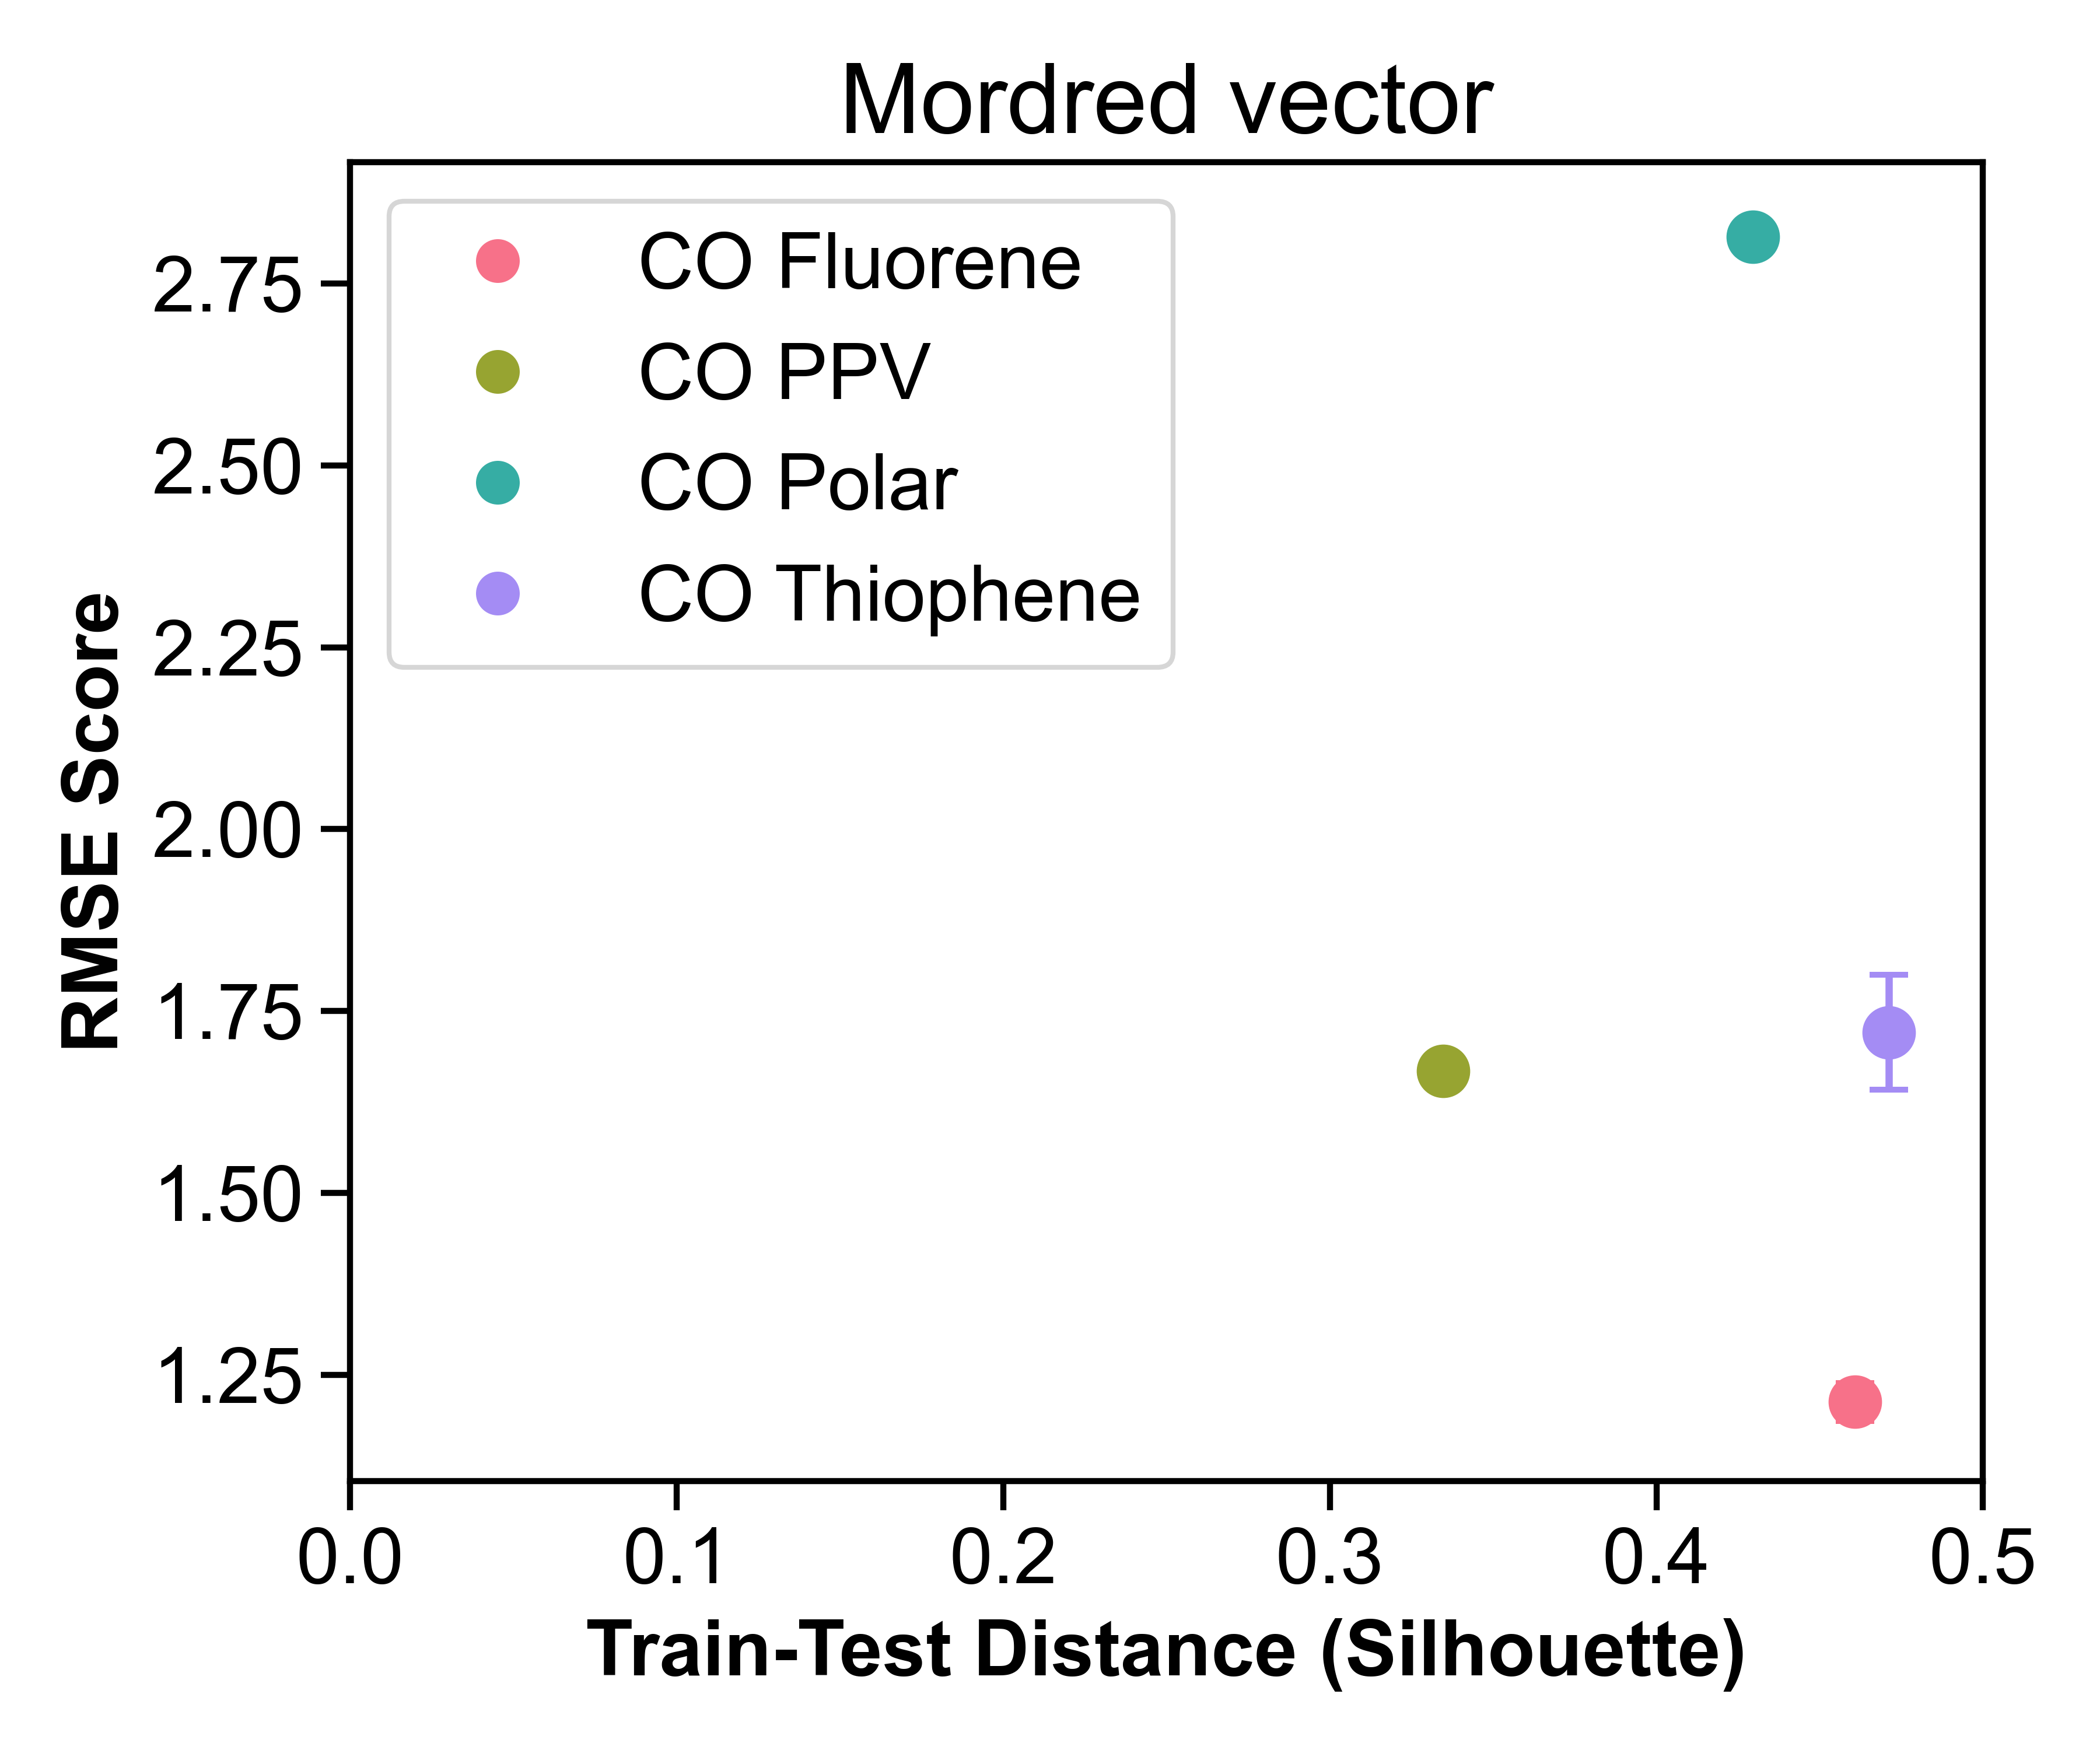 Mordred vector
CO Fluorene
CO PPV
CO Polar
CO Thiophene
RMSE Score
2.75
2.50
2.25
2.00
1.75
1.50
1.25
0.0 0.1 0.2 0.3 0.4 0.5
Train-Test Distance (Silhouette)